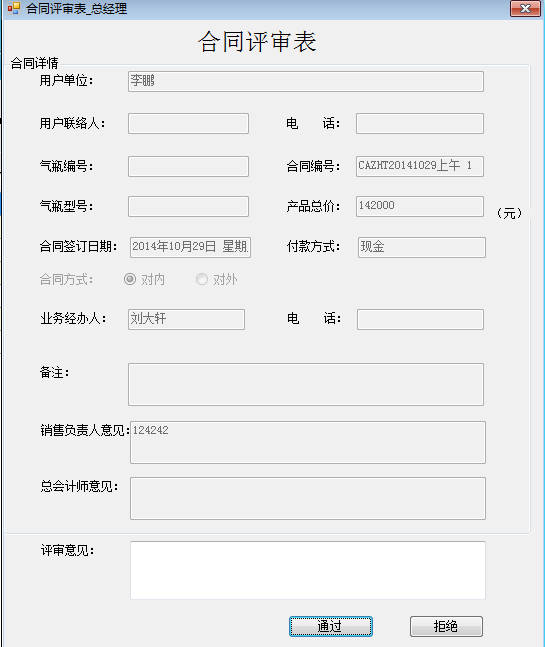 合同评审表_总经理
合同评审表
合同详情
用户单位： 李鹏
用户联络人： 电 话：
气瓶编号： 合同编号： CAZHT20141029上午 1
气瓶型号： 产品总价： 142000 （元）
合同签订日期： 2014年10月29日 星期 付款方式： 现金
合同方式： 对内 对外
业务经办人： 刘大轩 电 话：
备注：
销售负责人意见： 124242
总会计师意见：
评审意见：
通过 拒绝